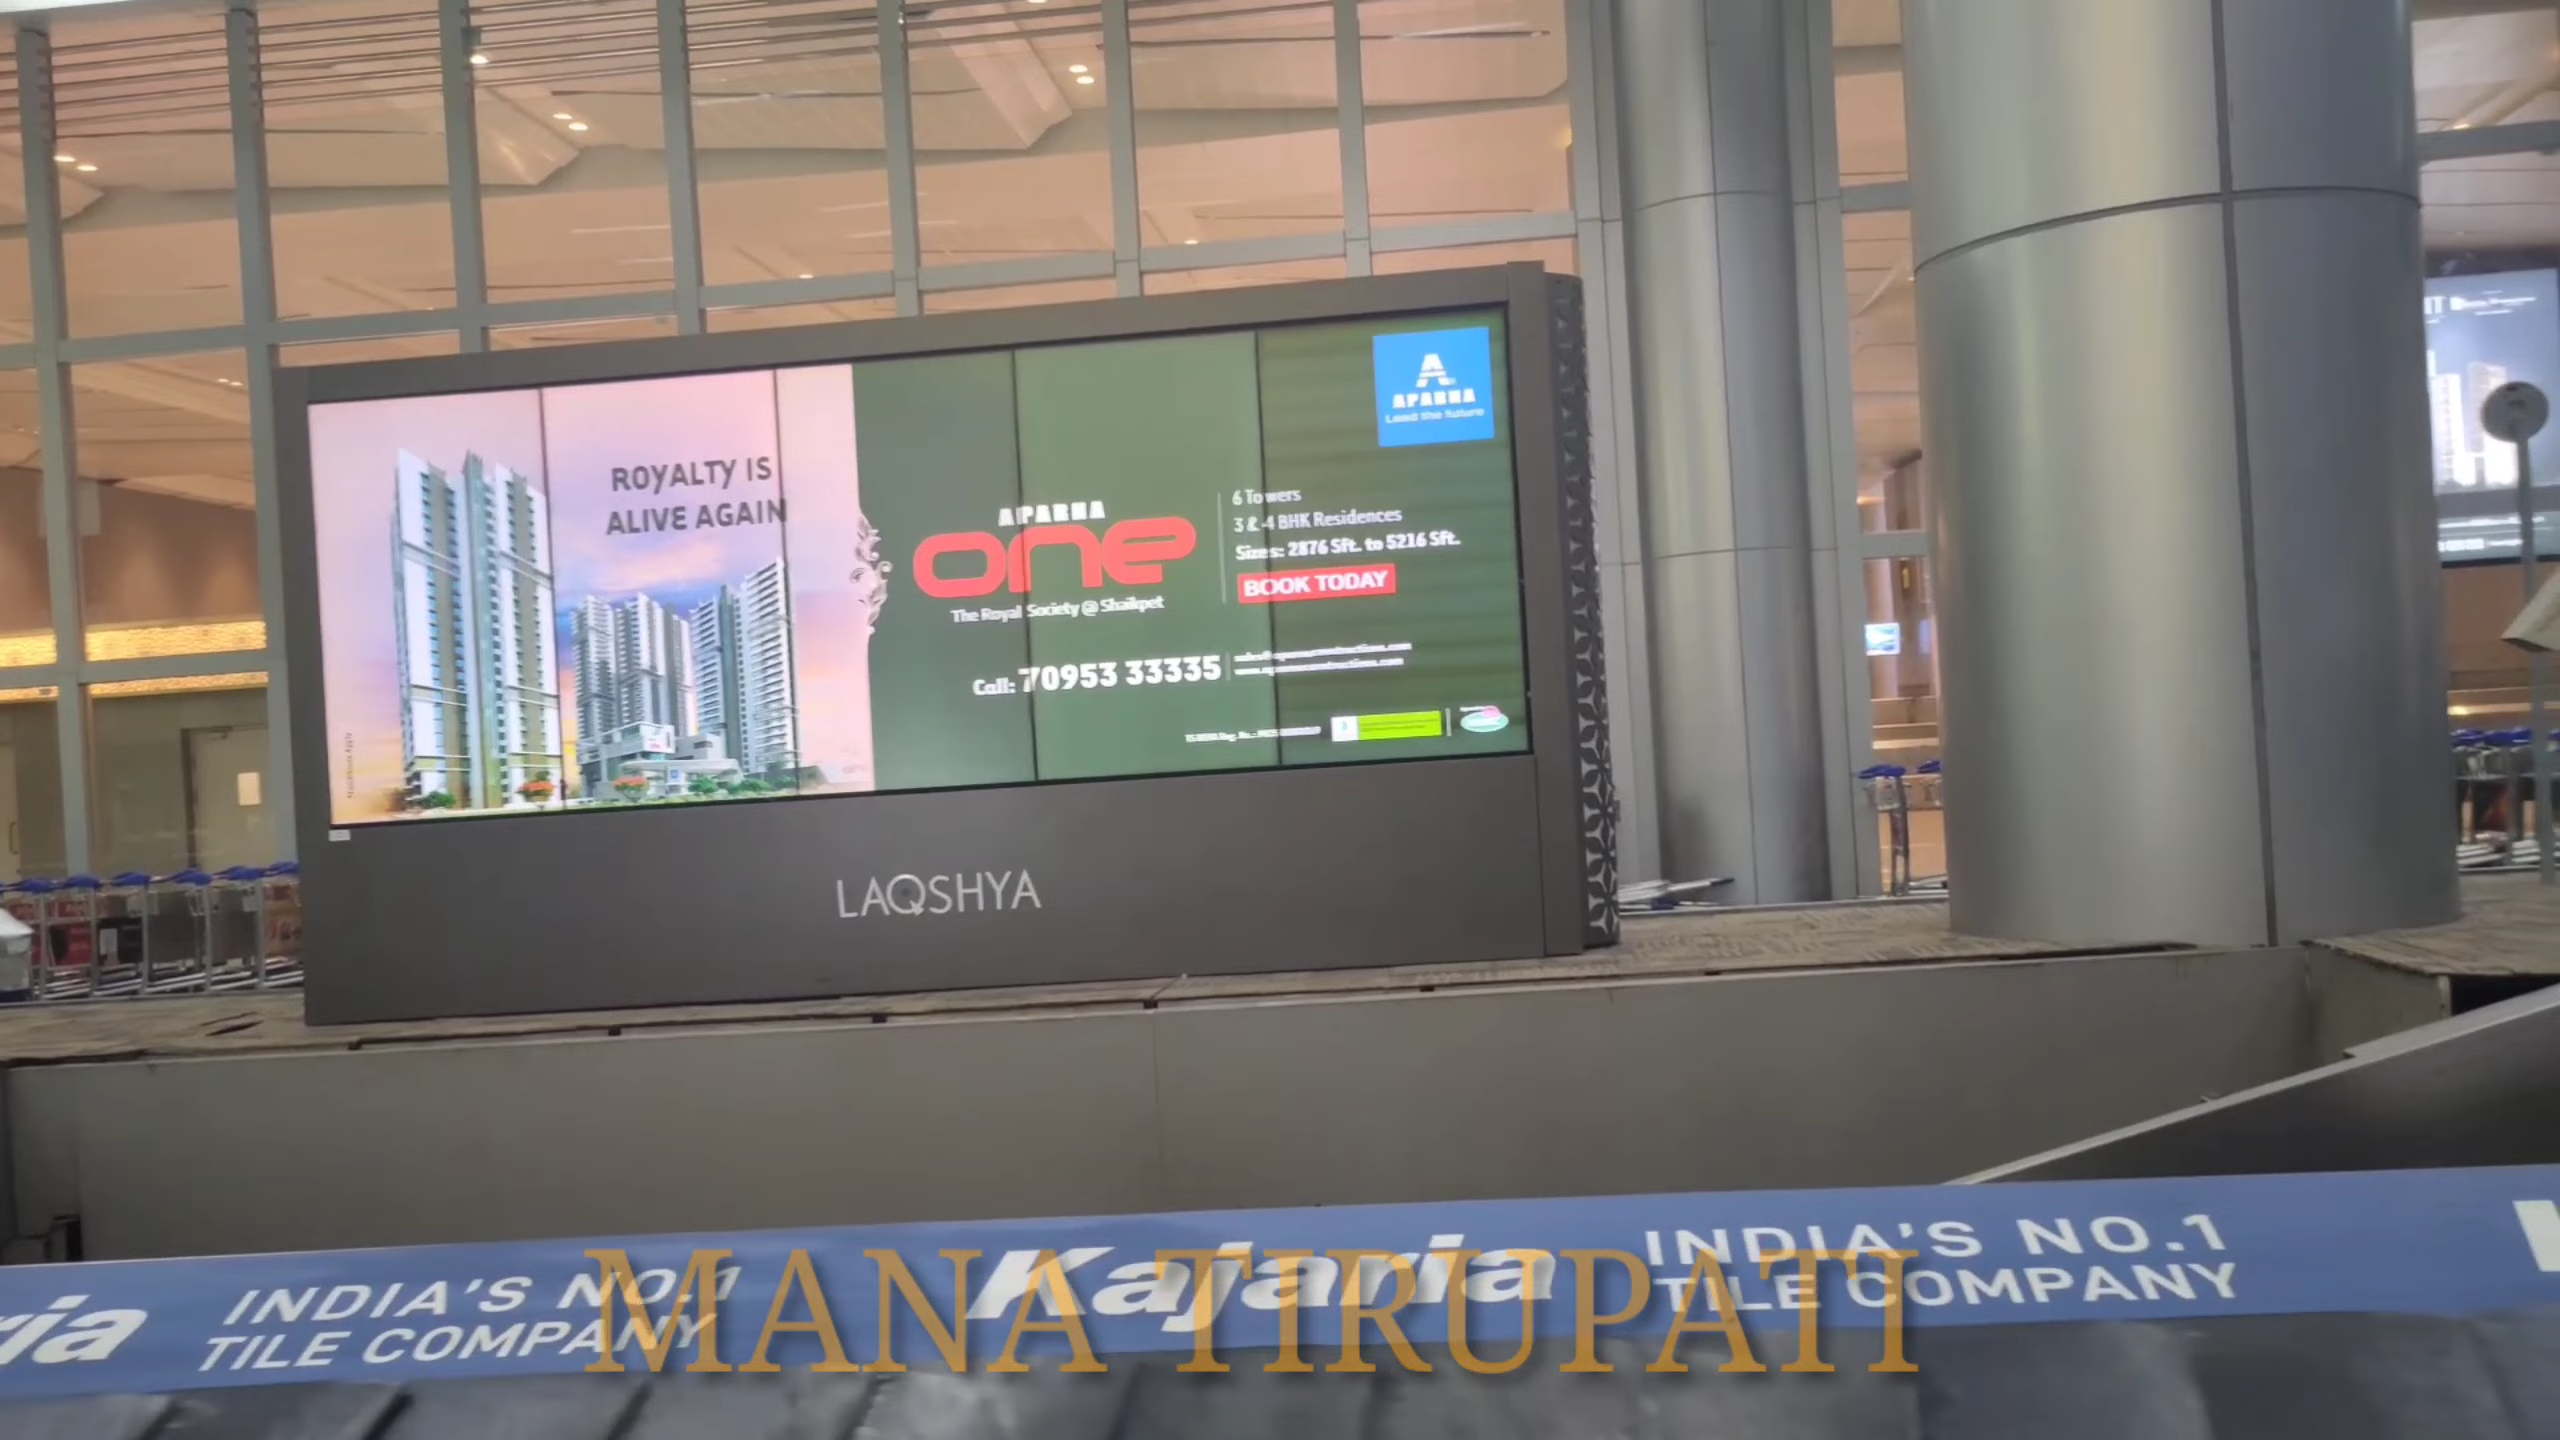 ROYALTY IS
ALIVE AGAIN
APARNA
one
The Royal Society @ Shaikpet
6 Towers
3 & 4 BHK Residences
Sizes: 2876 Sft. to 5216 Sft.
BOOK TODAY
Call: 70953 33335
APARNA
Lead the future
LAQSHYA
INDIA'S NO.1
TILE COMPANY
Kajaria
INDIA'S NO.1
TILE COMPANY
MANA TIRUPATI